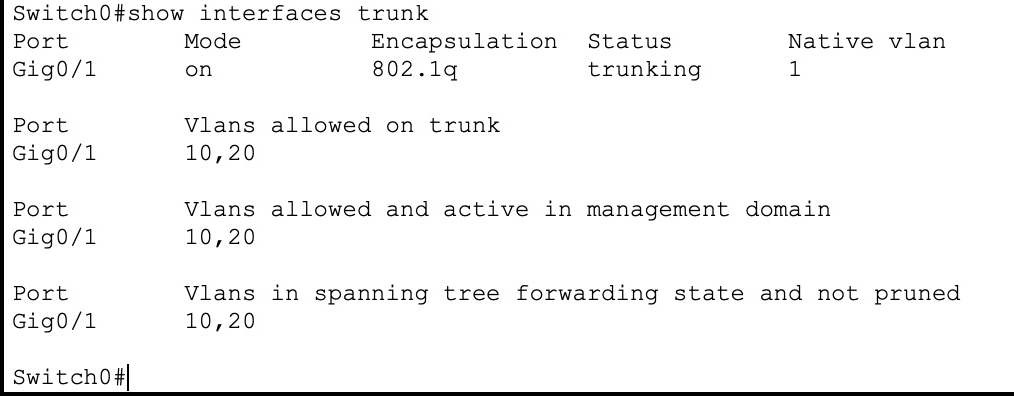 Switch0#show interfaces trunk
Port Mode Encapsulation Status Native vlan
Gig0/1 on 802.1q trunking 1
Port Vlans allowed on trunk
Gig0/1 10,20
Port Vlans allowed and active in management domain
Gig0/1 10,20
Port Vlans in spanning tree forwarding state and not pruned
Gig0/1 10,20
Switch0#